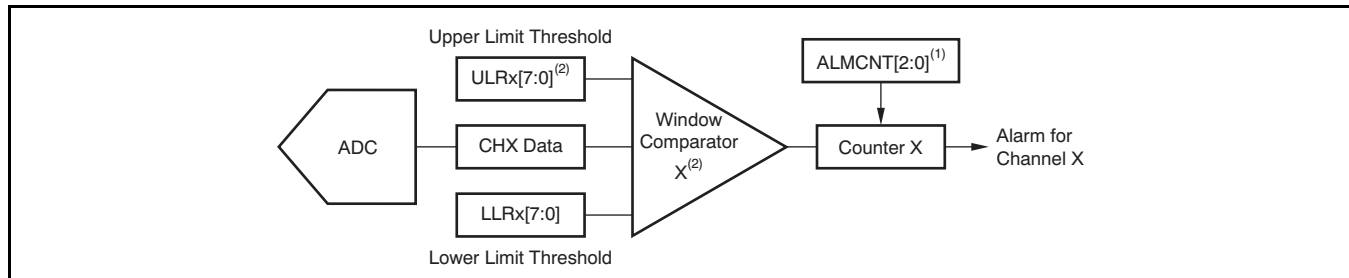 Upper Limit Threshold
ULRx[7:0](2)
ALMCNT[2:0](1)
ADC
CHX Data
Window
Comparator
X(2)
Counter X
Alarm for
Channel X
LLRx[7:0]
Lower Limit Threshold